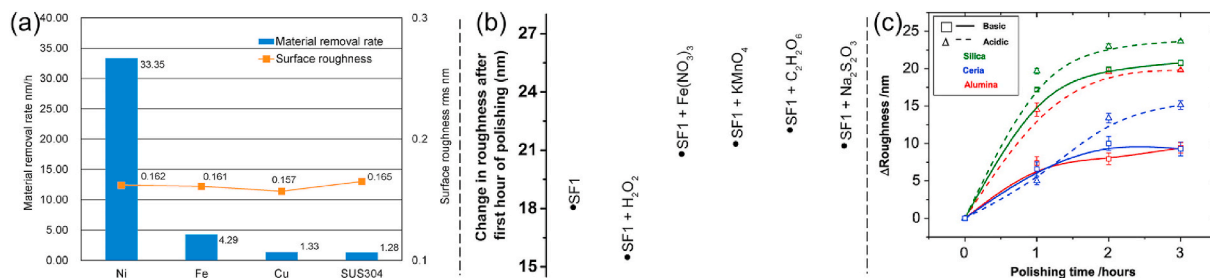 (a)
Material removal rate nm/h
40.00
35.00
30.00
25.00
20.00
15.00
10.00
5.00
0.00
Material removal rate
Surface roughness
33.35
4.29
1.33
1.28
0.162
0.161
0.157
0.165
Ni
Fe
Cu
SUS304
0.3
0.2
0.1
Surface roughness rms nm
(b)
Change in roughness after
first hour of polishing (nm)
27
24
21
18
15
SF1
SF1 + H2O2
SF1 + Fe(NO3)3
SF1 + KMnO4
SF1 + C2H2O6
SF1 + Na2S2O3
(c)
ΔRoughness /nm
25
20
15
10
5
0
Basic
Acidic
Silica
Ceria
Alumina
0
1
2
3
Polishing time /hours